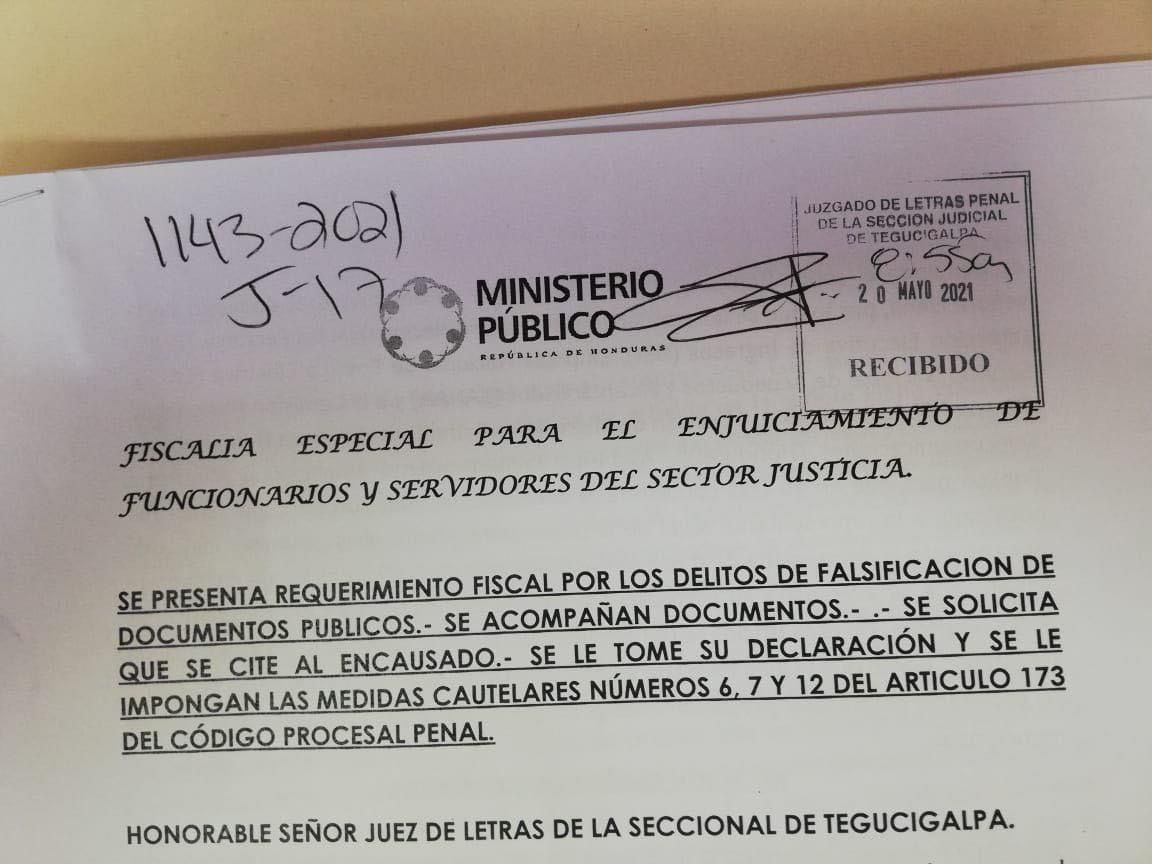 1143-2021
J-17
MINISTERIO
PÚBLICO
REPÚBLICA DE HONDURAS
JUZGADO DE LETRAS PENAL
DE LA SECCION JUDICIAL
DE TEGUCIGALPA
20 MAYO 2021
RECIBIDO
FISCALIA ESPECIAL PARA EL ENJUICIAMIENTO DE
FUNCIONARIOS Y SERVIDORES DEL SECTOR JUSTICIA.
SE PRESENTA REQUERIMIENTO FISCAL POR LOS DELITOS DE FALSIFICACION DE
DOCUMENTOS PUBLICOS.- SE ACOMPAÑAN DOCUMENTOS.- .- SE SOLICITA
QUE SE CITE AL ENCAUSADO.- SE LE TOME SU DECLARACIÓN Y SE LE
IMPONGAN LAS MEDIDAS CAUTELARES NÚMEROS 6, 7 Y 12 DEL ARTICULO 173
DEL CÓDIGO PROCESAL PENAL.
HONORABLE SEÑOR JUEZ DE LETRAS DE LA SECCIONAL DE TEGUCIGALPA.